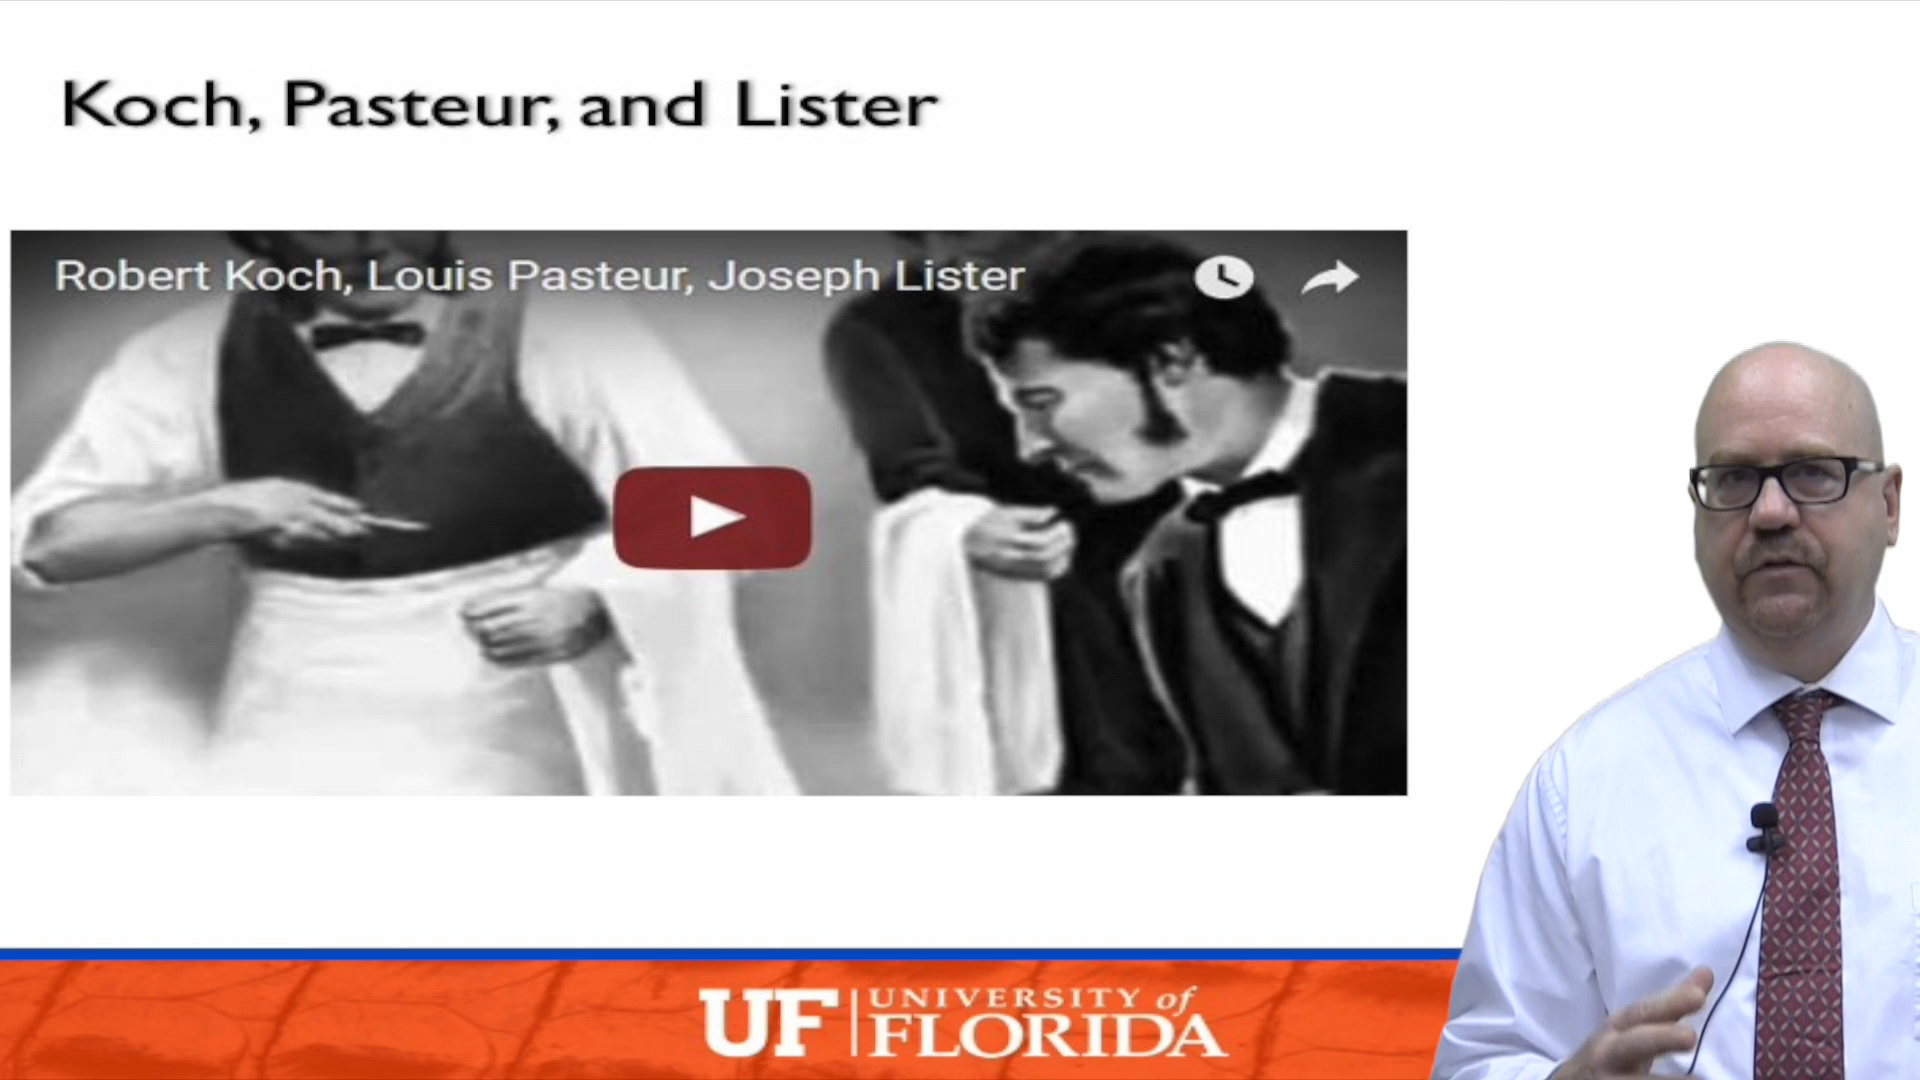 Koch, Pasteur, and Lister
Robert Koch, Louis Pasteur, Joseph Lister
UF UNIVERSITY of
FLORIDA